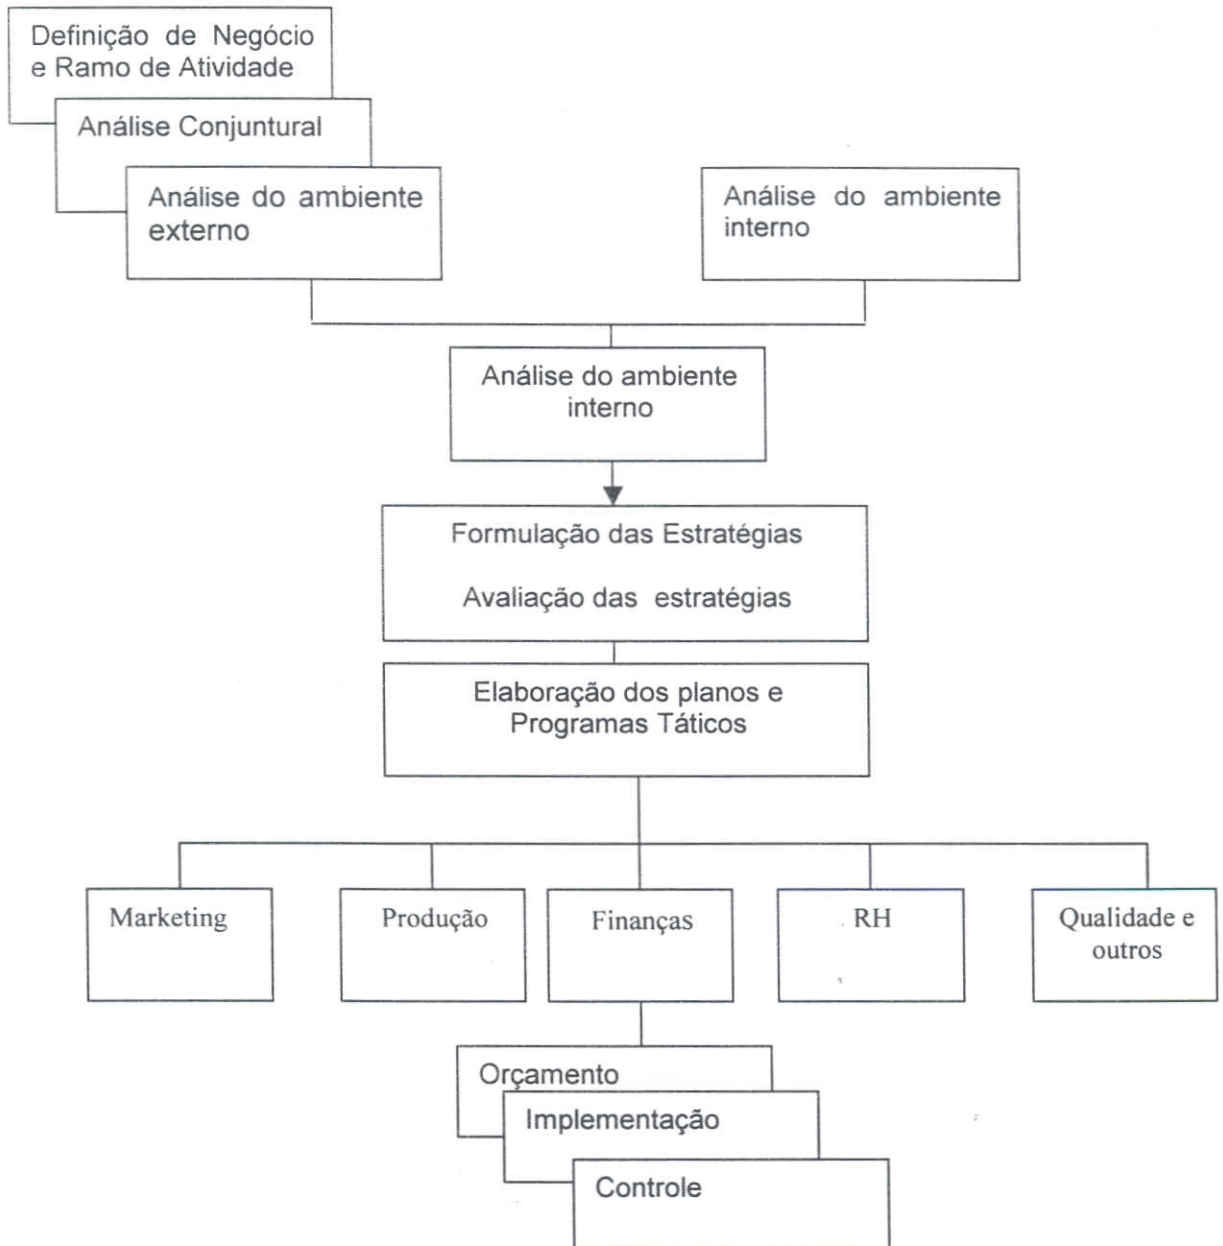 Definição de Negócio
e Ramo de Atividade
Análise Conjuntural
Análise do ambiente
externo
Análise do ambiente
interno
Análise do ambiente
interno
Formulação das Estratégias
Avaliação das estratégias
Elaboração dos planos e
Programas Táticos
Marketing
Produção
Finanças
RH
Qualidade e
outros
Orçamento
Implementação
Controle